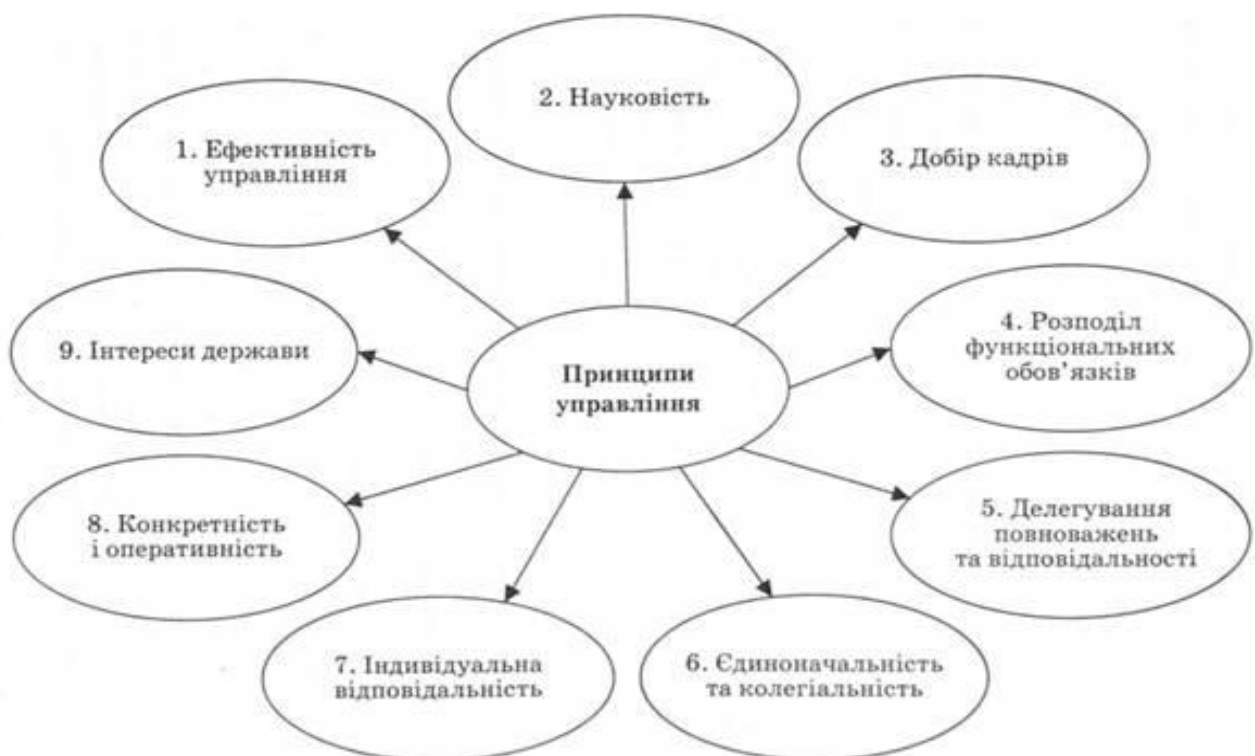 1. Ефективність
управління
2. Науковість
3. Добір кадрів
4. Розподіл
функціональних
обов’язків
5. Делегування
повноважень
та відповідальності
6. Єдиноначальність
та колегіальність
7. Індивідуальна
відповідальність
8. Конкретність
і оперативність
9. Інтереси держави
Принципи
управління